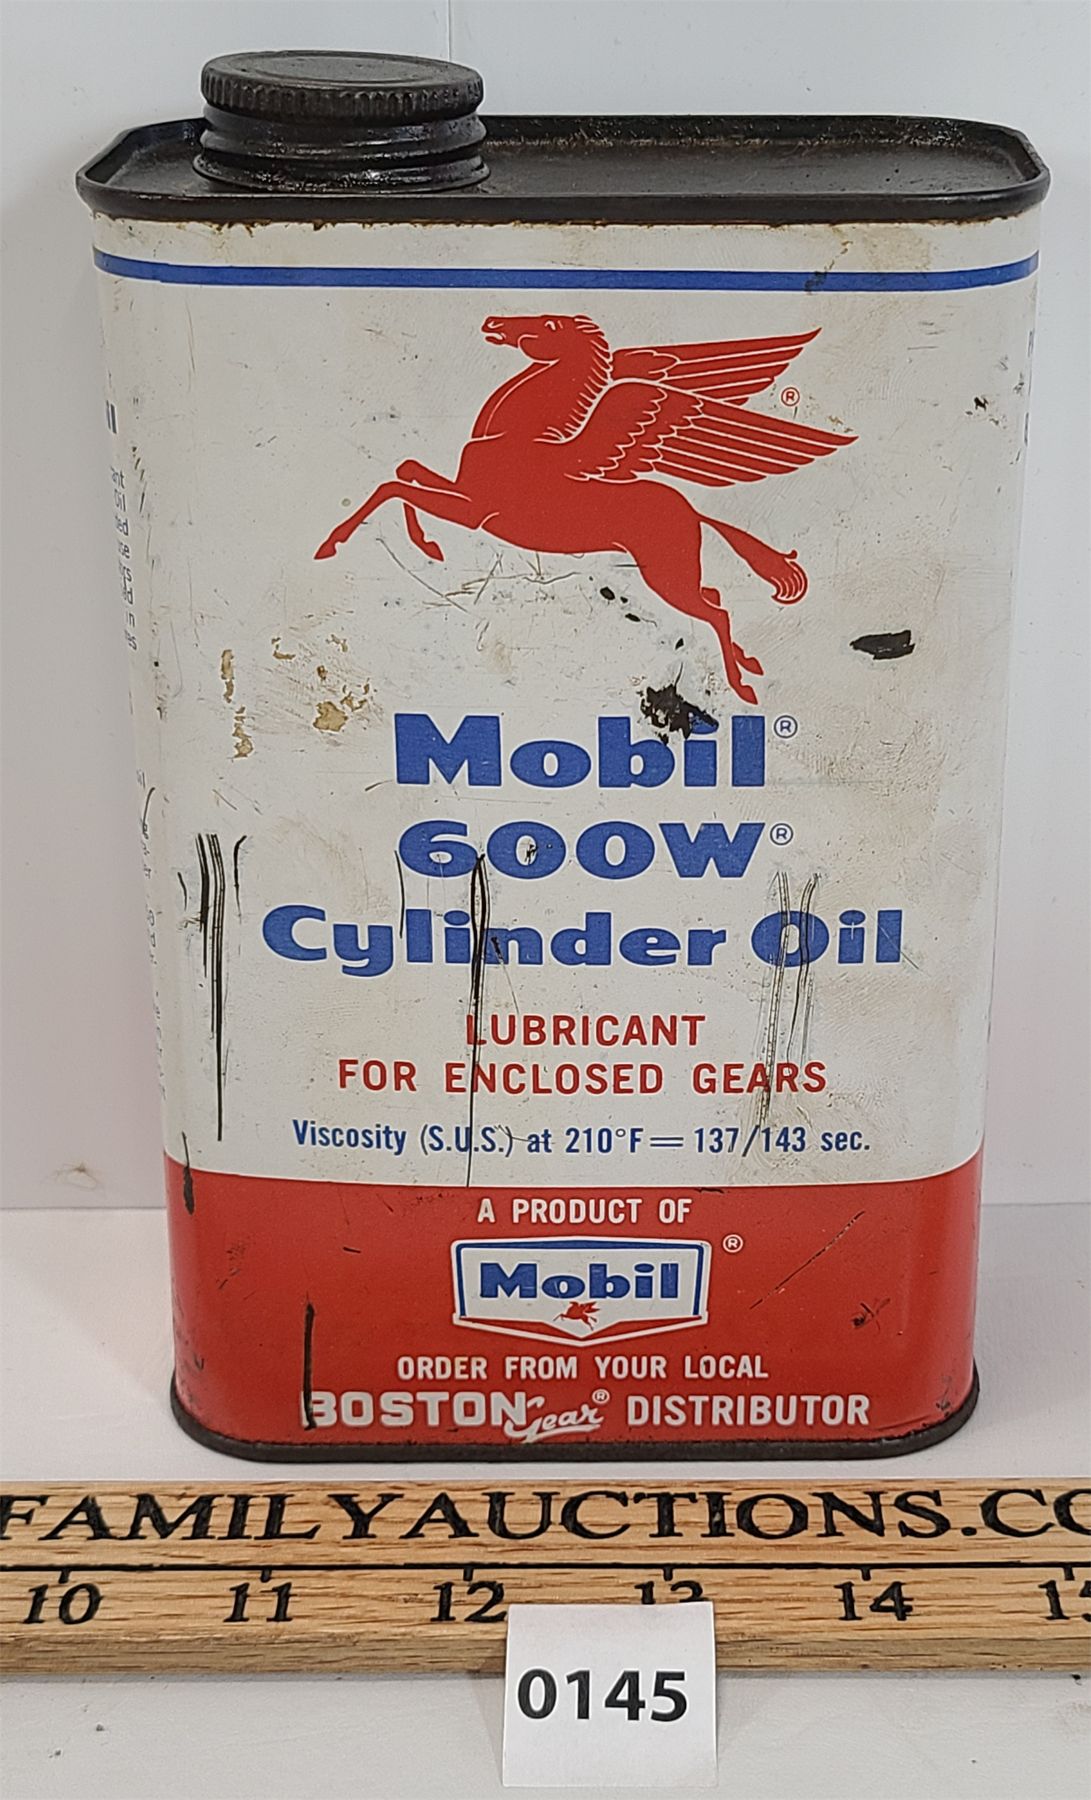 ®
Mobil®
600W®
Cylinder Oil
LUBRICANT
FOR ENCLOSED GEARS
Viscosity (S.U.S.) at 210°F = 137/143 sec.
A PRODUCT OF
Mobil ®
ORDER FROM YOUR LOCAL
BOSTON Gear® DISTRIBUTOR
FAMILYAUCTIONS.CO
10 11 12 13 14
0145